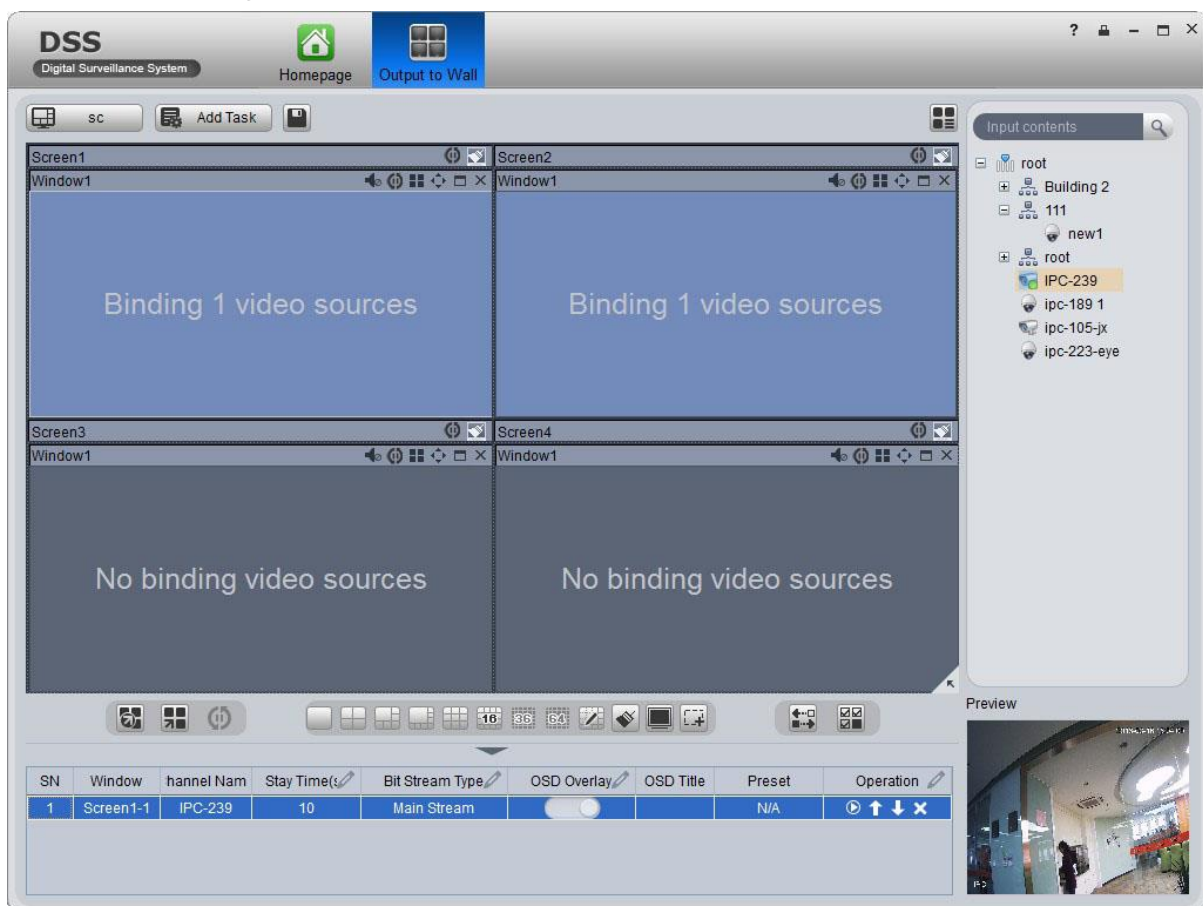 DSS
Digital Surveillance System
Homepage
Output to Wall
?
sc
Add Task
Input contents
Screen1
Screen2
Window1
Window1
Binding 1 video sources
Binding 1 video sources
Screen3
Screen4
Window1
Window1
No binding video sources
No binding video sources
root
Building 2
111
new1
root
IPC-239
ipc-189 1
ipc-105-jx
ipc-223-eye
16
36
64
Preview
SN Window hannel Nam Stay Time(s Bit Stream Type OSD Overlay OSD Title Preset Operation
1 Screen1-1 IPC-239 10 Main Stream N/A